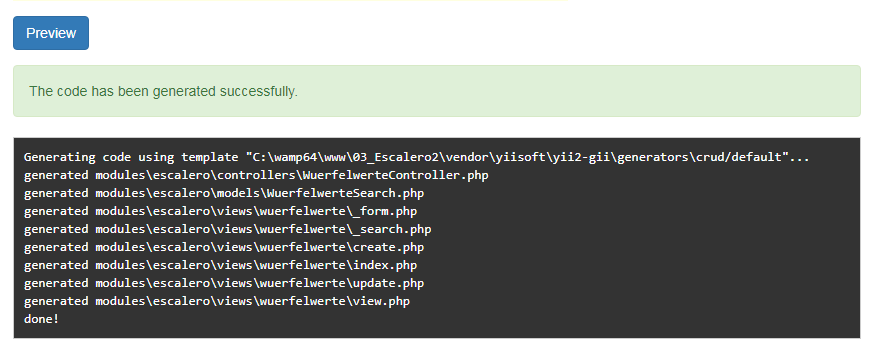 Preview
The code has been generated successfully.
Generating code using template "C:\wamp64\www\03_Escalero2\vendor\yiisoft\yii2-gii\generators\crud/default"...
generated modules\escalero\controllers\WuerfelwerteController.php
generated modules\escalero\models\WuerfelwerteSearch.php
generated modules\escalero\views\wuerfelwerte\_form.php
generated modules\escalero\views\wuerfelwerte\_search.php
generated modules\escalero\views\wuerfelwerte\create.php
generated modules\escalero\views\wuerfelwerte\index.php
generated modules\escalero\views\wuerfelwerte\update.php
generated modules\escalero\views\wuerfelwerte\view.php
done!